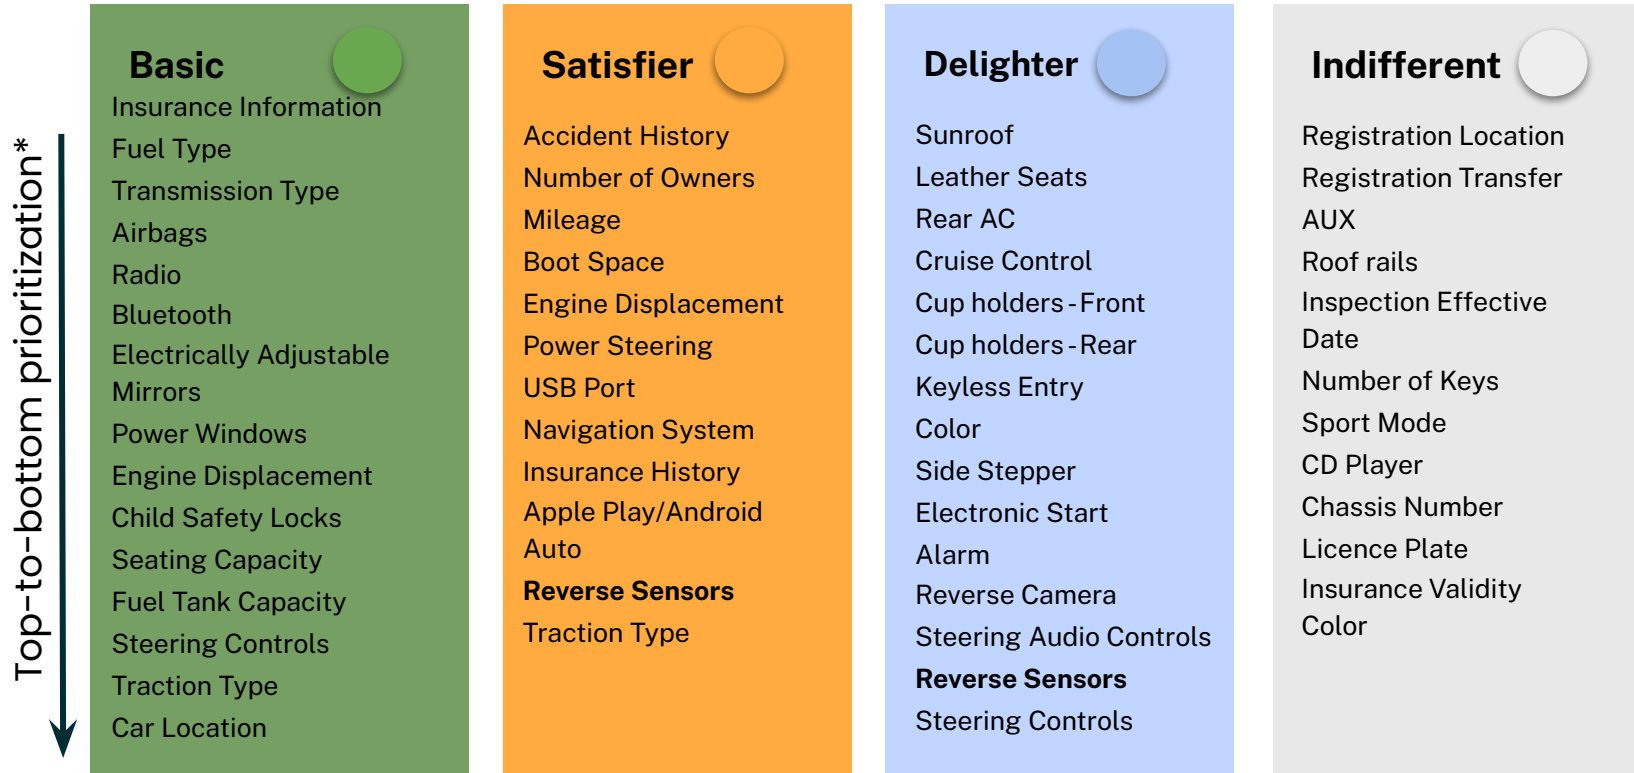 Top-to-bottom prioritization*
Basic
Insurance Information
Fuel Type
Transmission Type
Airbags
Radio
Bluetooth
Electrically Adjustable
Mirrors
Power Windows
Engine Displacement
Child Safety Locks
Seating Capacity
Fuel Tank Capacity
Steering Controls
Traction Type
Car Location
Satisfier
Accident History
Number of Owners
Mileage
Boot Space
Engine Displacement
Power Steering
USB Port
Navigation System
Insurance History
Apple Play/Android
Auto
Reverse Sensors
Traction Type
Delighter
Sunroof
Leather Seats
Rear AC
Cruise Control
Cup holders - Front
Cup holders - Rear
Keyless Entry
Color
Side Stepper
Electronic Start
Alarm
Reverse Camera
Steering Audio Controls
Reverse Sensors
Steering Controls
Indifferent
Registration Location
Registration Transfer
AUX
Roof rails
Inspection Effective
Date
Number of Keys
Sport Mode
CD Player
Chassis Number
Licence Plate
Insurance Validity
Color